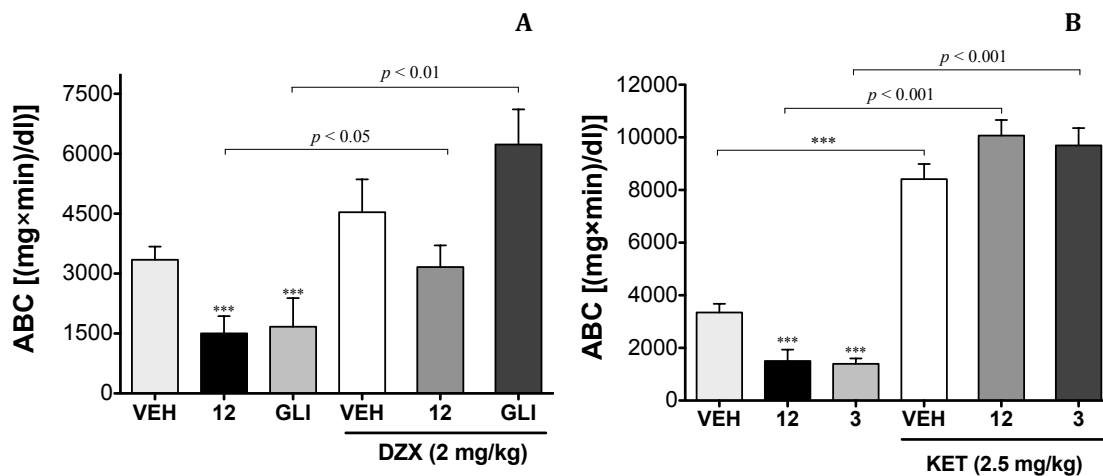 A
ABC [(mg×min)/dl)]
7500
6000
4500
3000
1500
0
p < 0.01
p < 0.05
***
***
VEH 12 GLI VEH 12 GLI
DZX (2 mg/kg)
B
ABC [(mg×min)/dl)]
12000
10000
8000
6000
4000
2000
0
p < 0.001
p < 0.001
***
***
***
VEH 12 3 VEH 12 3
KET (2.5 mg/kg)